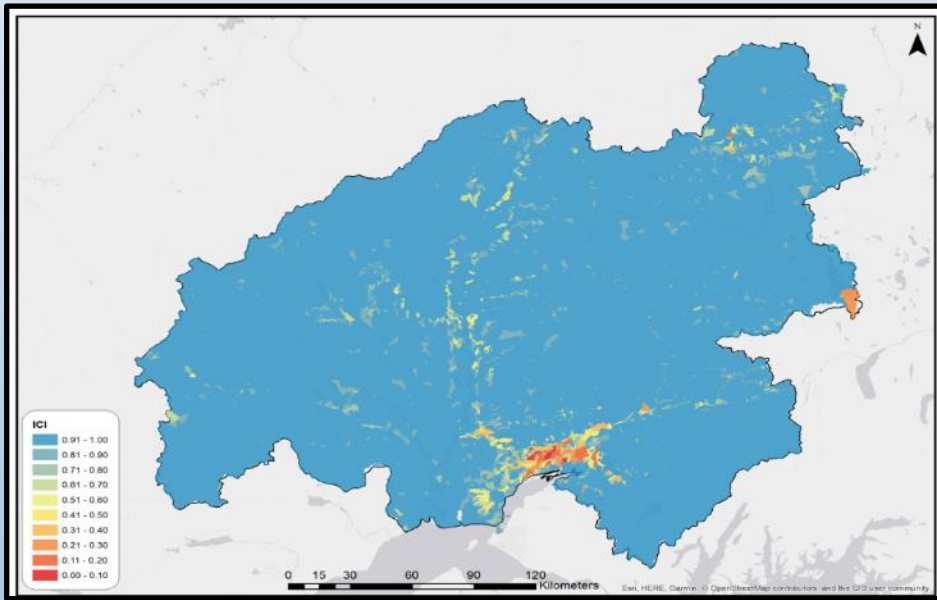 N
ICI
0.91 - 1.00
0.81 - 0.90
0.71 - 0.80
0.61 - 0.70
0.51 - 0.60
0.41 - 0.50
0.31 - 0.40
0.21 - 0.30
0.11 - 0.20
0.00 - 0.10
0 15 30 60 90 120
Kilometers
Esri, HERE, Garmin, © OpenStreetMap contributors, and the GIS user community